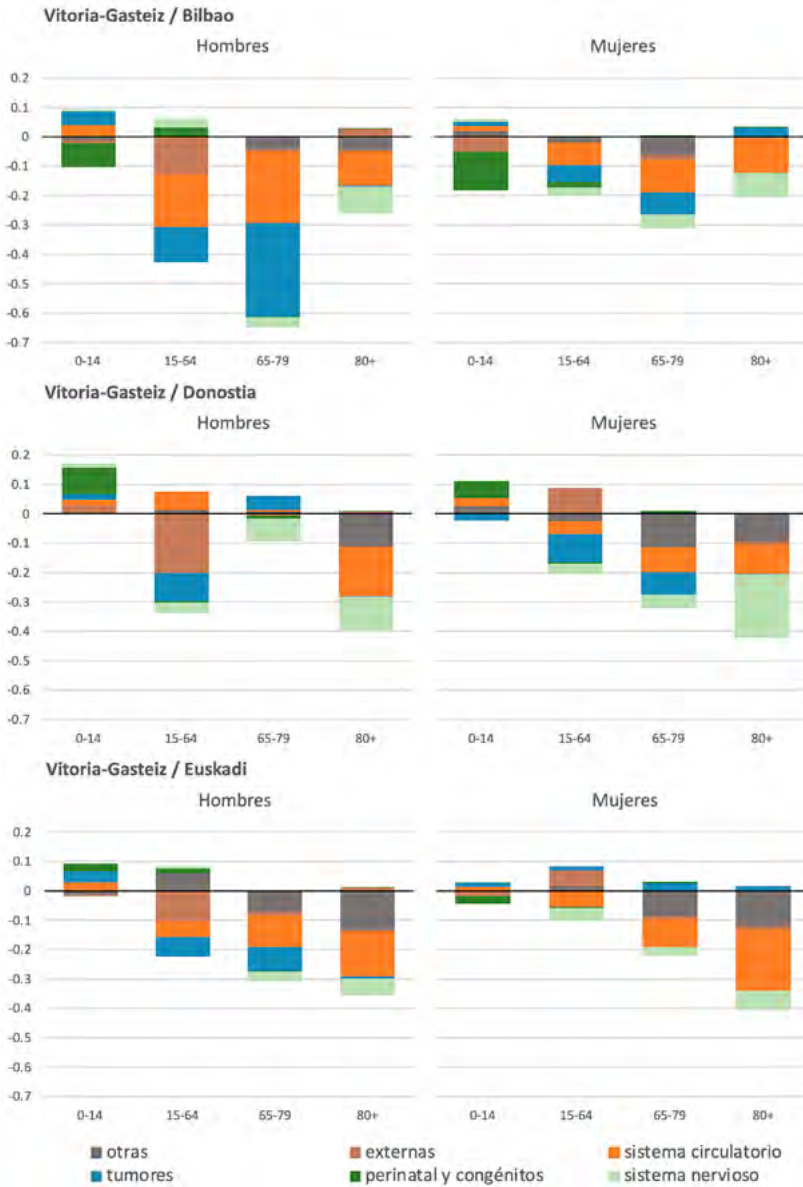 Vitoria-Gasteiz / Bilbao
Hombres
Mujeres
0.2
0.1
0
-0.1
-0.2
-0.3
-0.4
-0.5
-0.6
-0.7
0-14 15-64 65-79 80+
0-14 15-64 65-79 80+
Vitoria-Gasteiz / Donostia
Hombres
Mujeres
0.2
0.1
0
-0.1
-0.2
-0.3
-0.4
-0.5
-0.6
-0.7
0-14 15-64 65-79 80+
0-14 15-64 65-79 80+
Vitoria-Gasteiz / Euskadi
Hombres
Mujeres
0.2
0.1
0
-0.1
-0.2
-0.3
-0.4
-0.5
-0.6
-0.7
0-14 15-64 65-79 80+
0-14 15-64 65-79 80+
otras externas sistema circulatorio
tumores perinatal y congénitos sistema nervioso